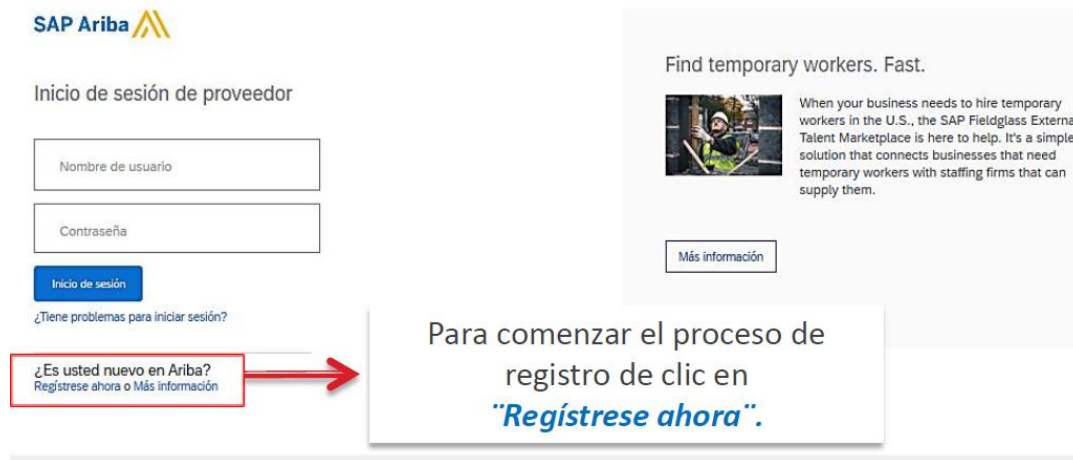 SAP Ariba
Inicio de sesión de proveedor
Nombre de usuario
Contraseña
Inicio de sesión
¿Tiene problemas para iniciar sesión?
¿Es usted nuevo en Ariba?
Regístrese ahora o Más información
Find temporary workers. Fast.
When your business needs to hire temporary
workers in the U.S., the SAP Fieldglass Externa
Talent Marketplace is here to help. It's a simple
solution that connects businesses that need
temporary workers with staffing firms that can
supply them.
Más información
Para comenzar el proceso de
registro de clic en
¨Regístrese ahora¨.